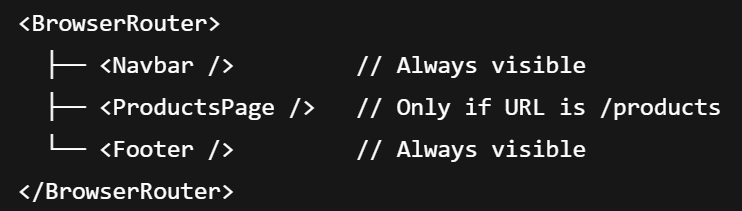 <BrowserRouter>
├── <Navbar />          // Always visible
├── <ProductsPage />   // Only if URL is /products
└── <Footer />          // Always visible
</BrowserRouter>